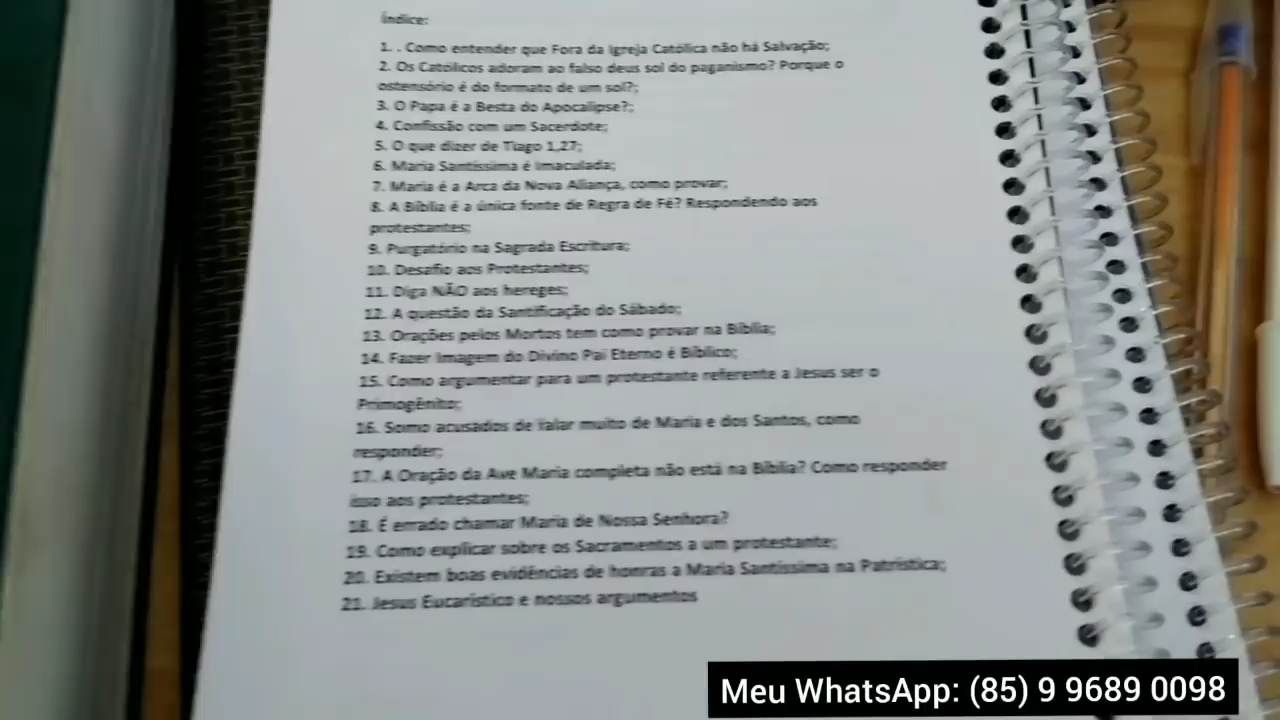 Índice:
1. . Como entender que Fora da Igreja Católica não há Salvação;
2. Os Católicos adoram ao falso deus sol do paganismo? Porque o
ostensório é do formato de um sol?;
3. O Papa é a Besta do Apocalipse?;
4. Confissão com um Sacerdote;
5. O que dizer de Tiago 1,27;
6. Maria Santíssima é Imaculada;
7. Maria é a Arca da Nova Aliança, como provar;
8. A Bíblia é a única fonte de Regra de Fé? Respondendo aos
protestantes;
9. Purgatório na Sagrada Escritura;
10. Desafio aos Protestantes;
11. Diga NÃO aos hereges;
12. A questão da Santificação do Sábado;
13. Orações pelos Mortos tem como provar na Bíblia;
14. Fazer Imagem do Divino Pai Eterno é Bíblico;
15. Como argumentar para um protestante referente a Jesus ser o
Primogênito;
16. Somo acusados de falar muito de Maria e dos Santos, como
responder;
17. A Oração da Ave Maria completa não está na Bíblia? Como responder
isso aos protestantes;
18. É errado chamar Maria de Nossa Senhora?
19. Como explicar sobre os Sacramentos a um protestante;
20. Existem boas evidências de honras a Maria Santíssima na Patrística;
21. Jesus Eucarístico e nossos argumentos
Meu WhatsApp: (85) 9 9689 0098